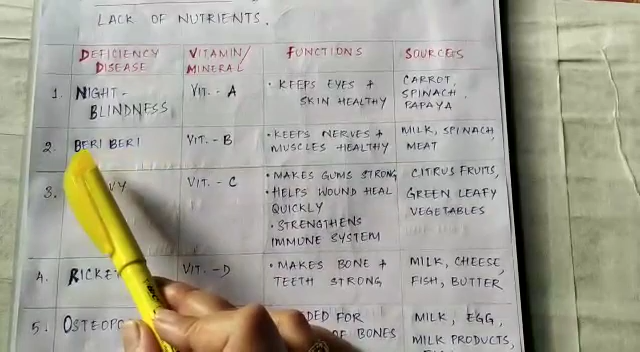 LACK OF NUTRIENTS.
DEFICIENCY DISEASE VITAMIN/ MINERAL FUNCTIONS SOURCES
1. NIGHT- BLINDNESS VIT. - A • KEEPS EYES + SKIN HEALTHY CARROT, SPINACH, PAPAYA
2. BERI BERI VIT. - B • KEEPS NERVES + MUSCLES HEALTHY MILK, SPINACH, MEAT
3. VIT. - C • MAKES GUMS STRONG • HELPS WOUND HEAL QUICKLY • STRENGTHENS IMMUNE SYSTEM CITRUS FRUITS, GREEN LEAFY VEGETABLES
4. VIT. - D • MAKES BONE + TEETH STRONG MILK, CHEESE, FISH, BUTTER
5. FOR OF BONES MILK, EGG, MILK PRODUCTS,